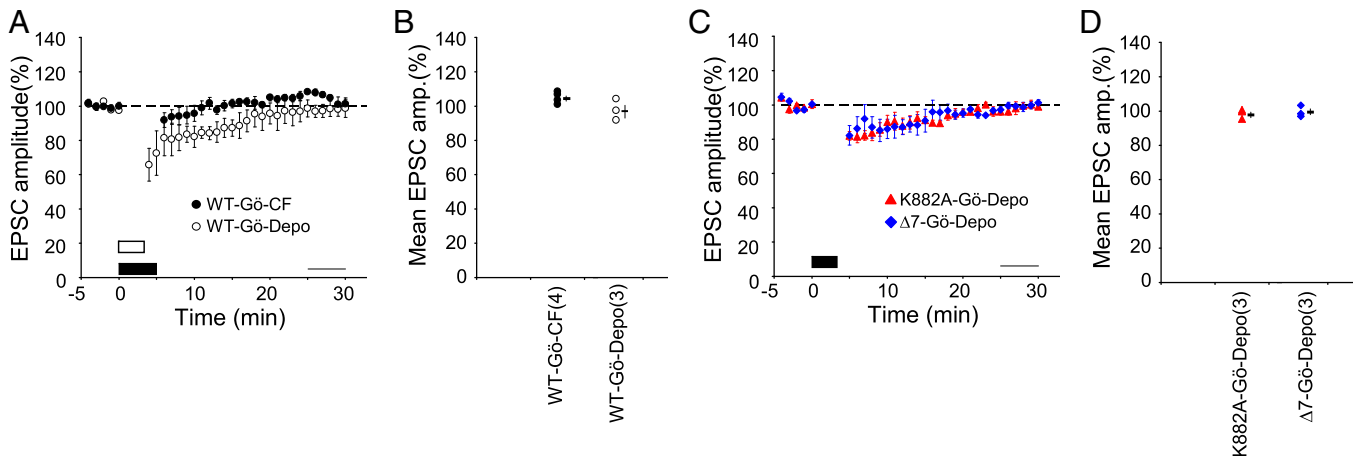 A
EPSC amplitude(%)
140
120
100
80
60
40
20
0
-5
0
10
20
30
Time (min)
WT-Gö-CF
WT-Gö-Depo
B
Mean EPSC amp.(%)
140
120
100
80
60
40
20
0
WT-Gö-CF(4)
WT-Gö-Depo(3)
C
EPSC amplitude(%)
140
120
100
80
60
40
20
0
-5
0
10
20
30
Time (min)
K882A-Gö-Depo
Δ7-Gö-Depo
D
Mean EPSC amp.(%)
140
120
100
80
60
40
20
0
K882A-Gö-Depo(3)
Δ7-Gö-Depo(3)